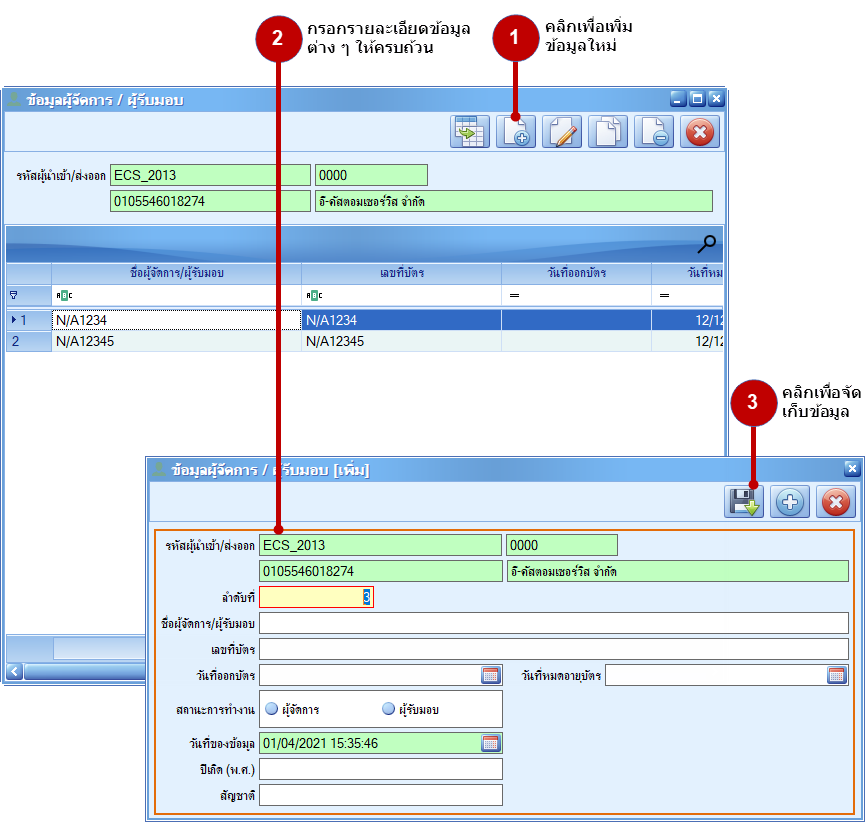 2
กรอกรายละเอียดข้อมูล
ต่าง ๆ ให้ครบถ้วน
1
คลิกเพื่อเพิ่ม
ข้อมูลใหม่
ข้อมูลผู้จัดการ / ผู้รับมอบ
รหัสผู้นำเข้า/ส่งออก ECS_2013 0000
0105546018274 อี-คัสตอมเซอร์วิส จำกัด
ชื่อผู้จัดการ/ผู้รับมอบ เลขที่บัตร วันที่ออกบัตร วันที่หม
= =
1 N/A1234 N/A1234 12/12
2 N/A12345 N/A12345 12/12
3
คลิกเพื่อจัด
เก็บข้อมูล
ข้อมูลผู้จัดการ / ผู้รับมอบ [เพิ่ม]
รหัสผู้นำเข้า/ส่งออก ECS_2013 0000
0105546018274 อี-คัสตอมเซอร์วิส จำกัด
ลำดับที่ 3
ชื่อผู้จัดการ/ผู้รับมอบ
เลขที่บัตร
วันที่ออกบัตร วันที่หมดอายุบัตร
สถานะการทำงาน ผู้จัดการ ผู้รับมอบ
วันที่ของข้อมูล 01/04/2021 15:35:46
ปีเกิด (พ.ศ.)
สัญชาติ